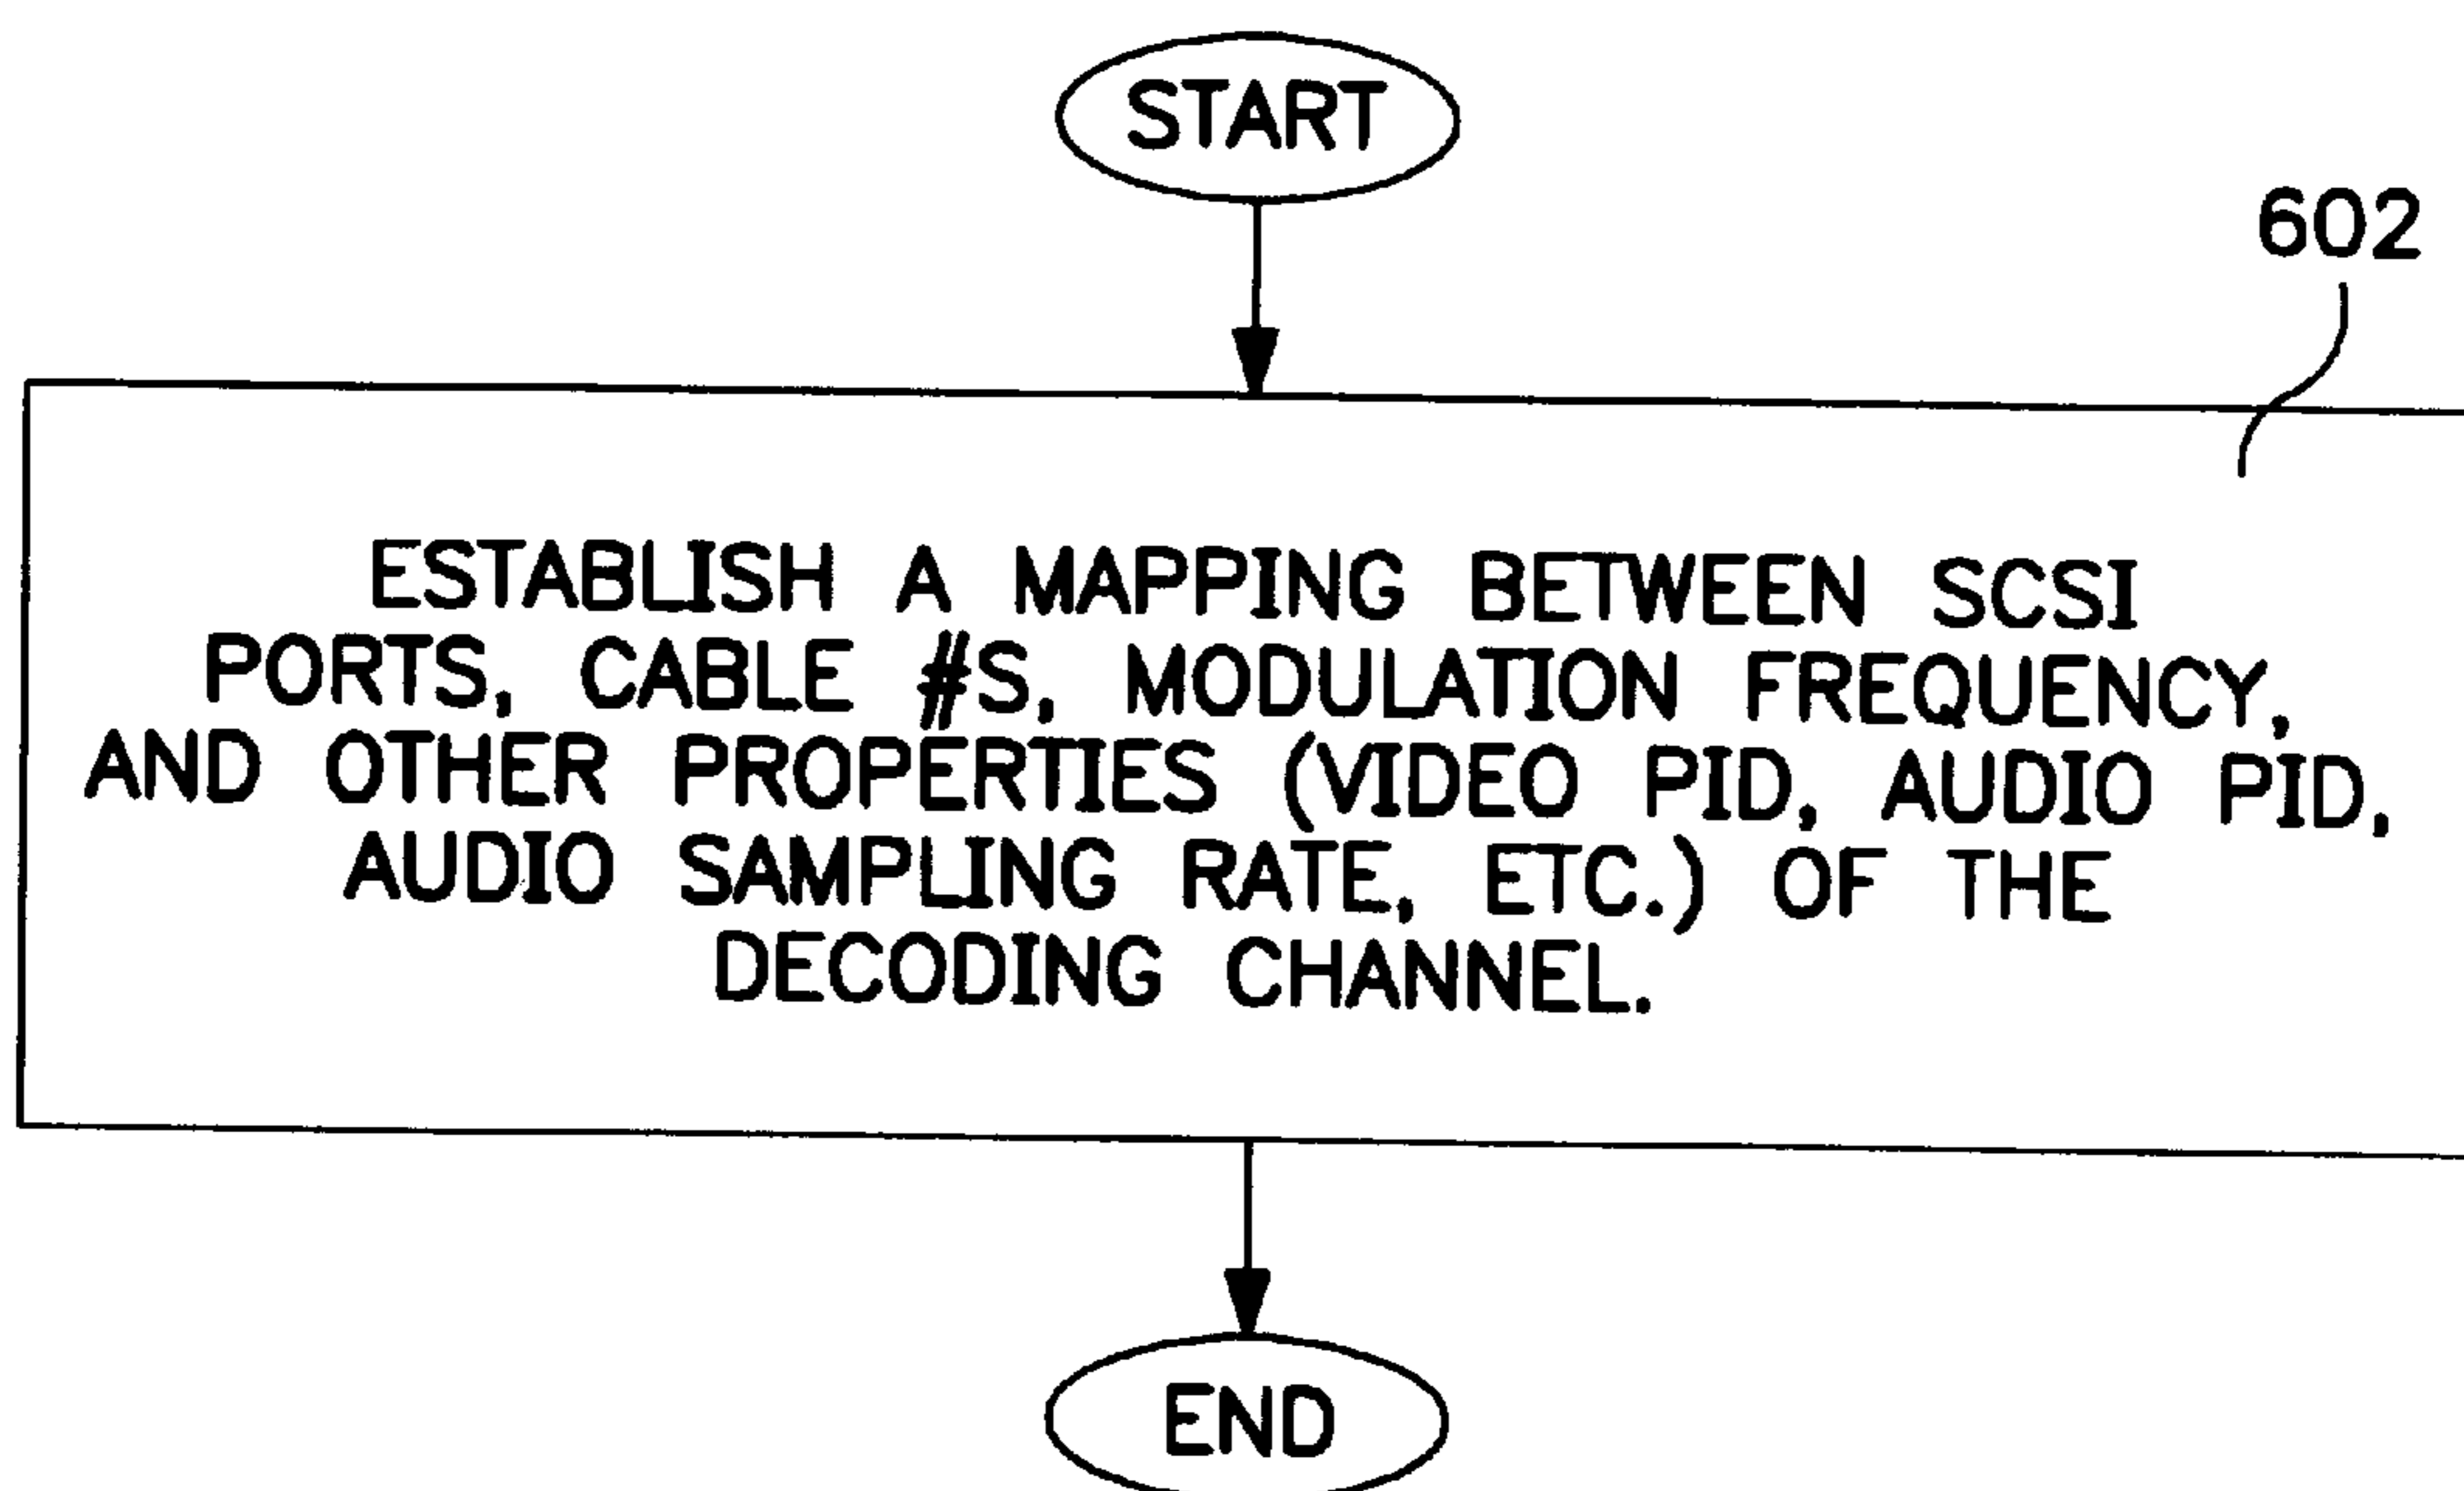 START
602
ESTABLISH A MAPPING BETWEEN SCSI
PORTS, CABLE #S, MODULATION FREQUENCY,
AND OTHER PROPERTIES (VIDEO PID, AUDIO PID,
AUDIO SAMPLING RATE, ETC.) OF THE
DECODING CHANNEL.
END